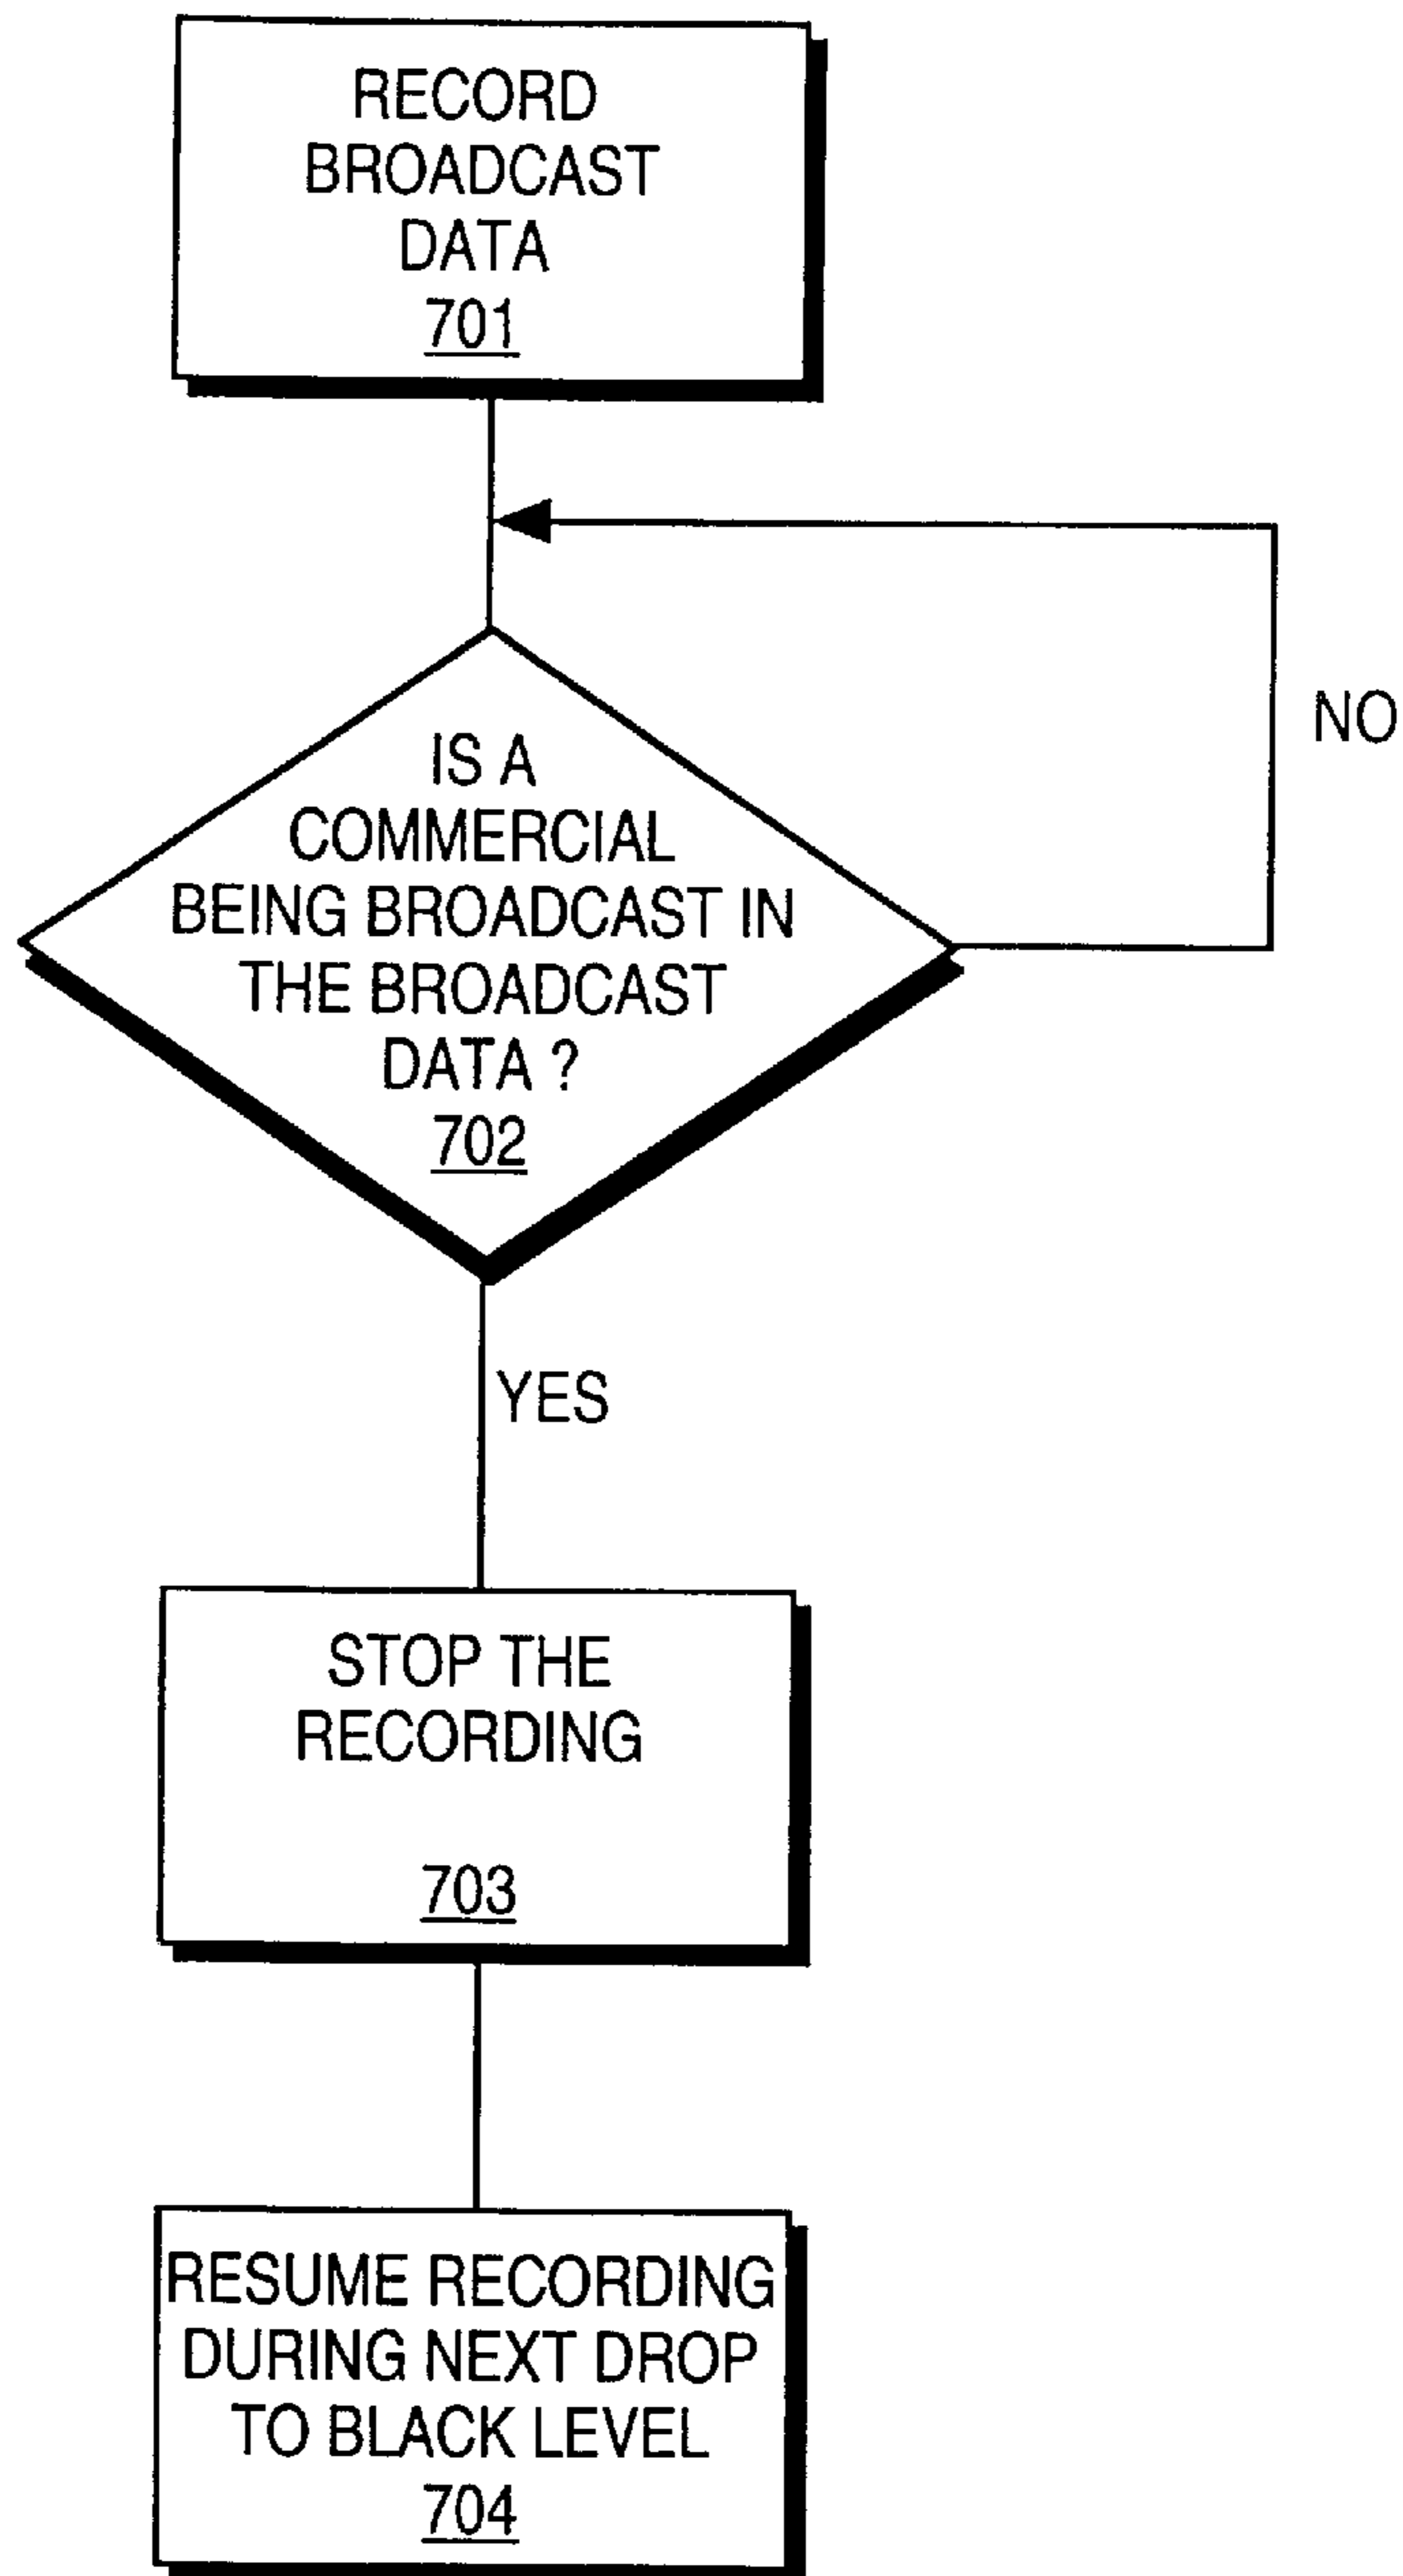 RECORD
BROADCAST
DATA
701
NO
IS A
COMMERCIAL
BEING BROADCAST IN
THE BROADCAST
DATA ?
702
YES
STOP THE
RECORDING
703
RESUME RECORDING
DURING NEXT DROP
TO BLACK LEVEL
704